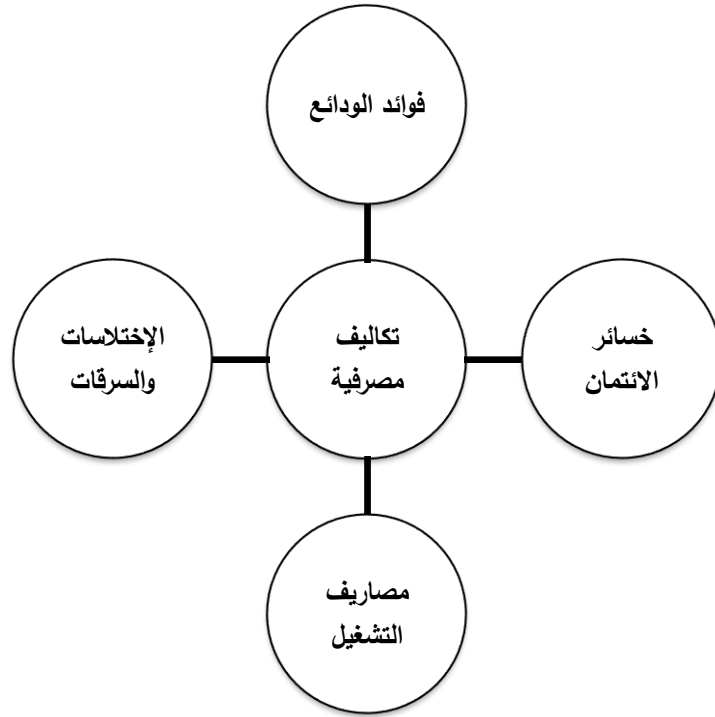 فوائد الودائع
خسائر
الائتمان
تكاليف
مصرفية
الإختلاسات
والسرقات
مصاريف
التشغيل